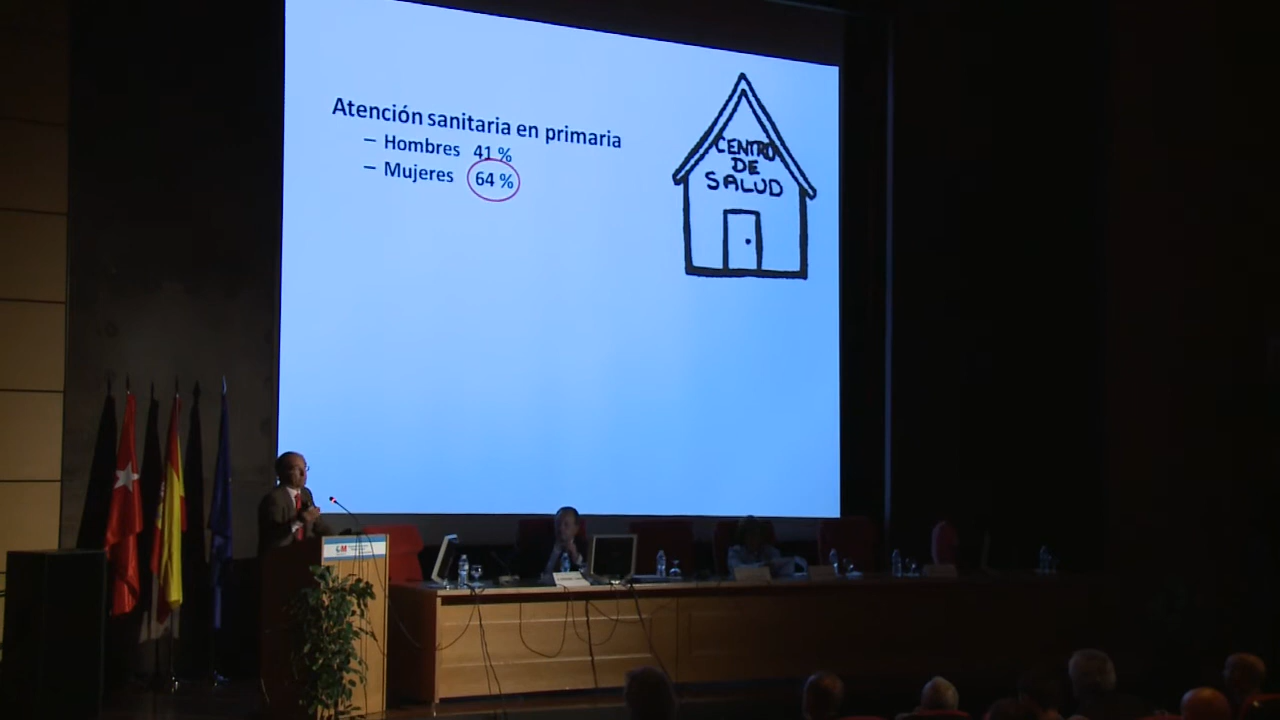 Atención sanitaria en primaria
– Hombres 41 %
– Mujeres 64 %
CENTRO
DE
SALUD